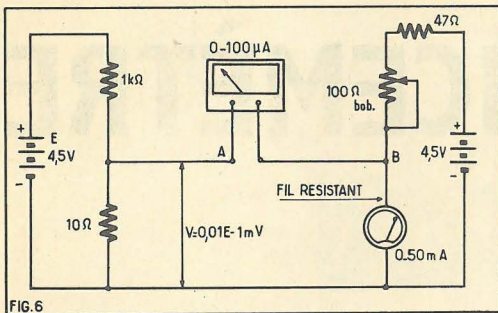 0-100µA
47Ω
1kΩ
100Ω
bob.
+
E
4,5V
-
A
B
+
4,5V
-
FIL RESISTANT
10Ω
V=0,01E-1mV
0.50mA
FIG.6